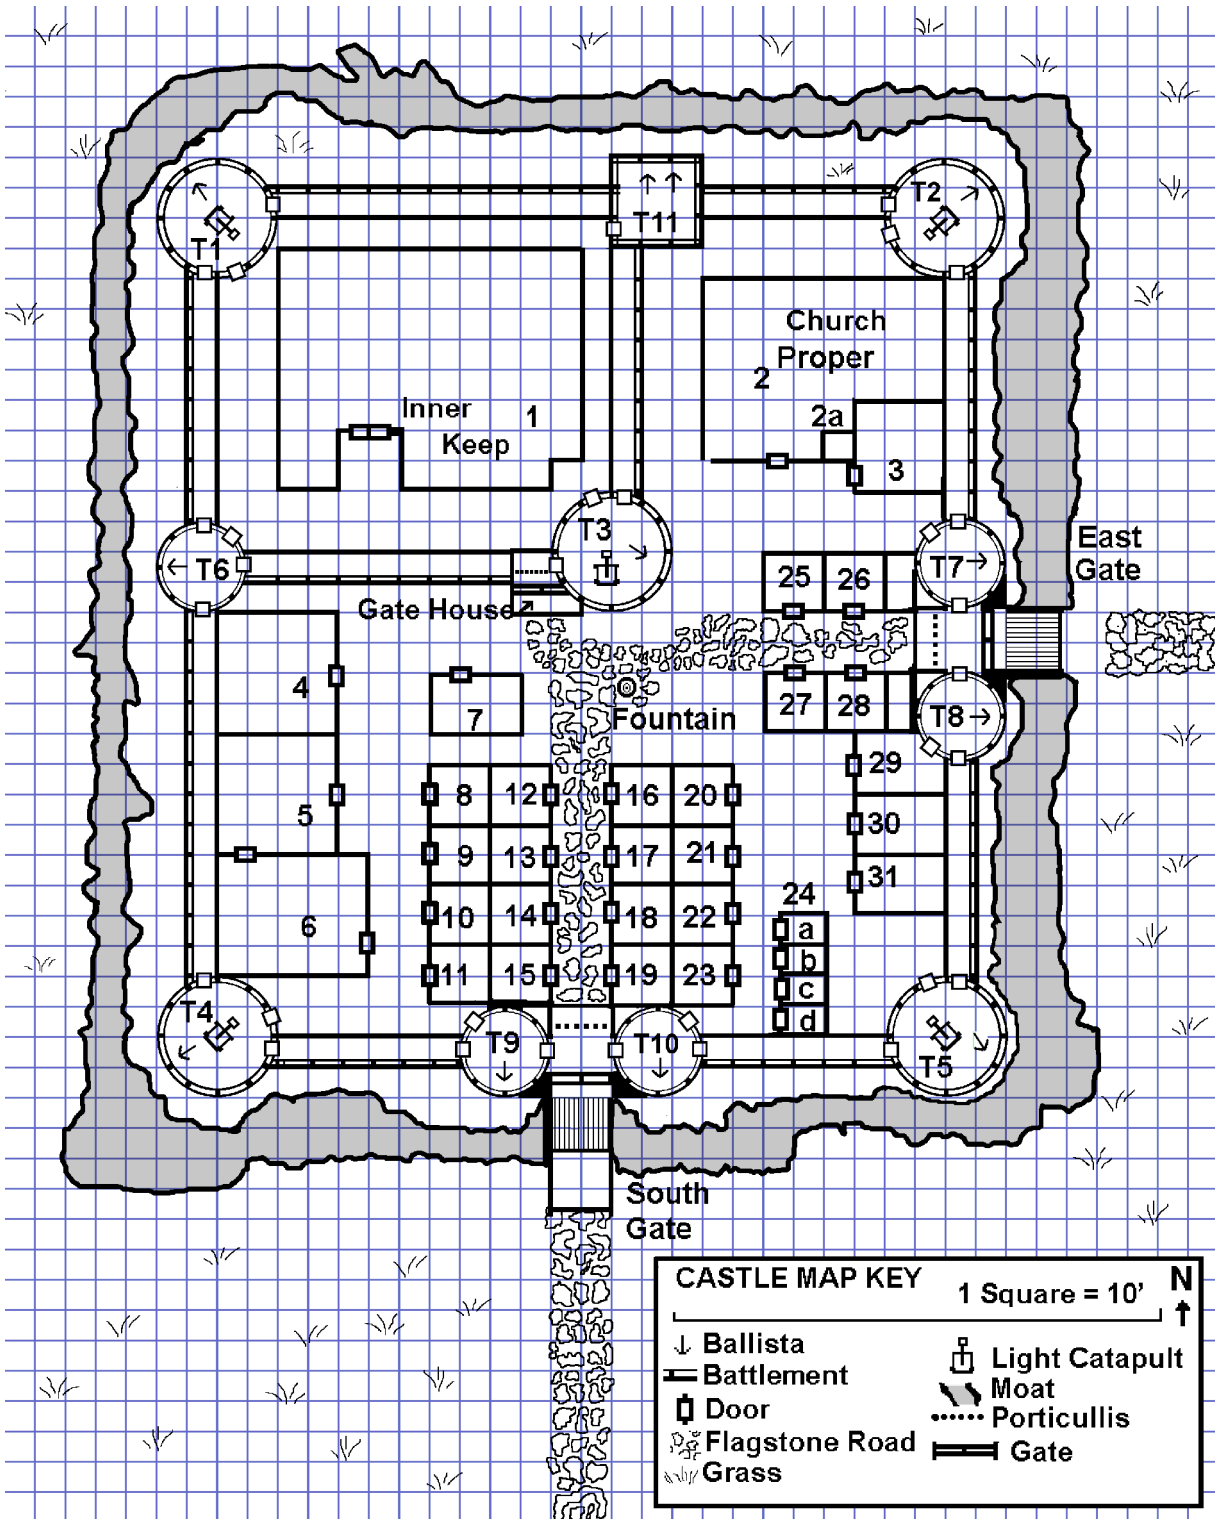 T1
T11
T2
Church
Proper
2
2a
3
Inner
Keep
1
T3
T6
Gate House
25
26
T7
East
Gate
4
7
Fountain
27
28
T8
5
8
12
16
20
29
9
13
17
21
30
10
14
18
22
31
6
11
15
19
23
24
a
b
c
d
T4
T9
T10
T5
South
Gate
CASTLE MAP KEY
1 Square = 10'
N
Ballista
Battlement
Door
Flagstone Road
Grass
Light Catapult
Moat
Porticullis
Gate